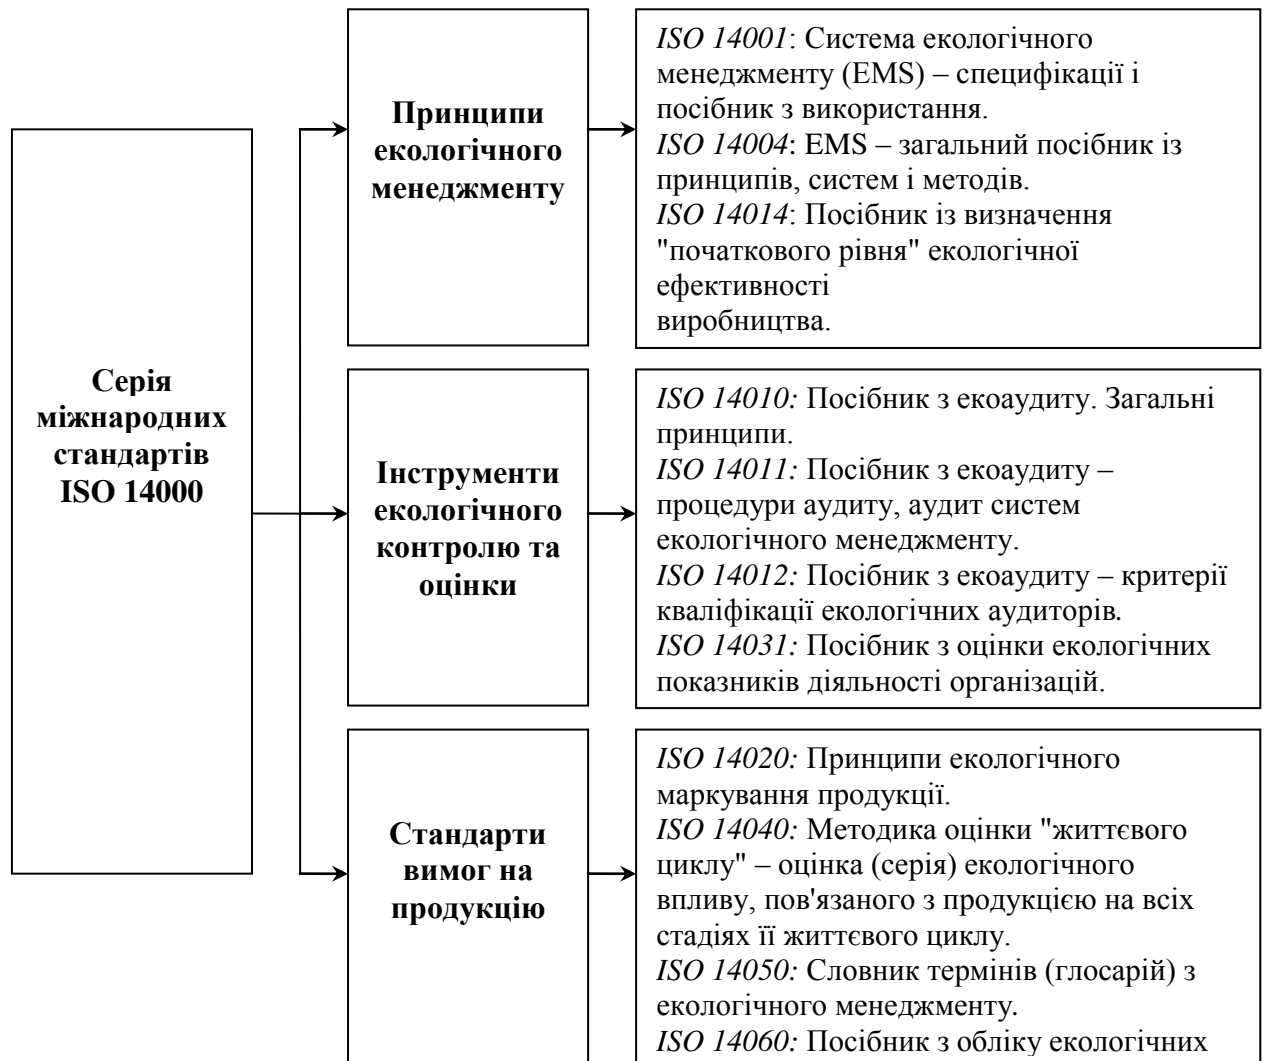 Серія
міжнародних
стандартів
ISO 14000
Принципи
екологічного
менеджменту
ISO 14001: Система екологічного
менеджменту (EMS) – специфікації і
посібник з використання.
ISO 14004: EMS – загальний посібник із
принципів, систем і методів.
ISO 14014: Посібник із визначення
"початкового рівня" екологічної
ефективності
виробництва.
Інструменти
екологічного
контролю та
оцінки
ISO 14010: Посібник з екоаудиту. Загальні
принципи.
ISO 14011: Посібник з екоаудиту –
процедури аудиту, аудит систем
екологічного менеджменту.
ISO 14012: Посібник з екоаудиту – критерії
кваліфікації екологічних аудиторів.
ISO 14031: Посібник з оцінки екологічних
показників діяльності організацій.
Стандарти
вимог на
продукцію
ISO 14020: Принципи екологічного
маркування продукції.
ISO 14040: Методика оцінки "життєвого
циклу" – оцінка (серія) екологічного
впливу, пов'язаного з продукцією на всіх
стадіях її життєвого циклу.
ISO 14050: Словник термінів (глосарій) з
екологічного менеджменту.
ISO 14060: Посібник з обліку екологічних